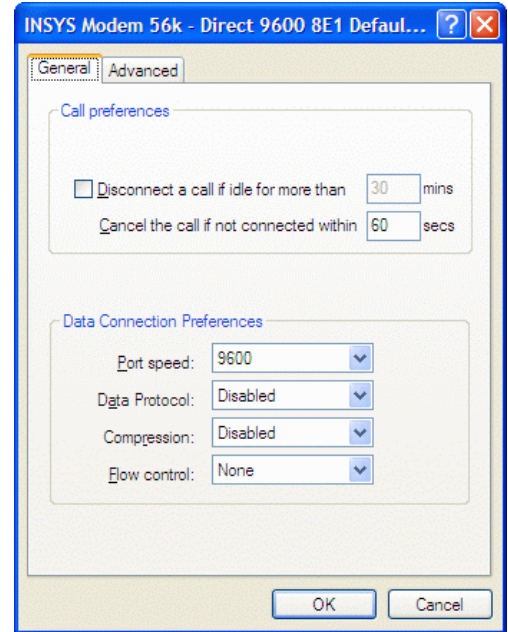 INSYS Modem 56k - Direct 9600 8E1 Defaul... ?
General Advanced
Call preferences
Disconnect a call if idle for more than 30 mins
Cancel the call if not connected within 60 secs
Data Connection Preferences
Port speed: 9600
Data Protocol: Disabled
Compression: Disabled
Flow control: None
OK Cancel